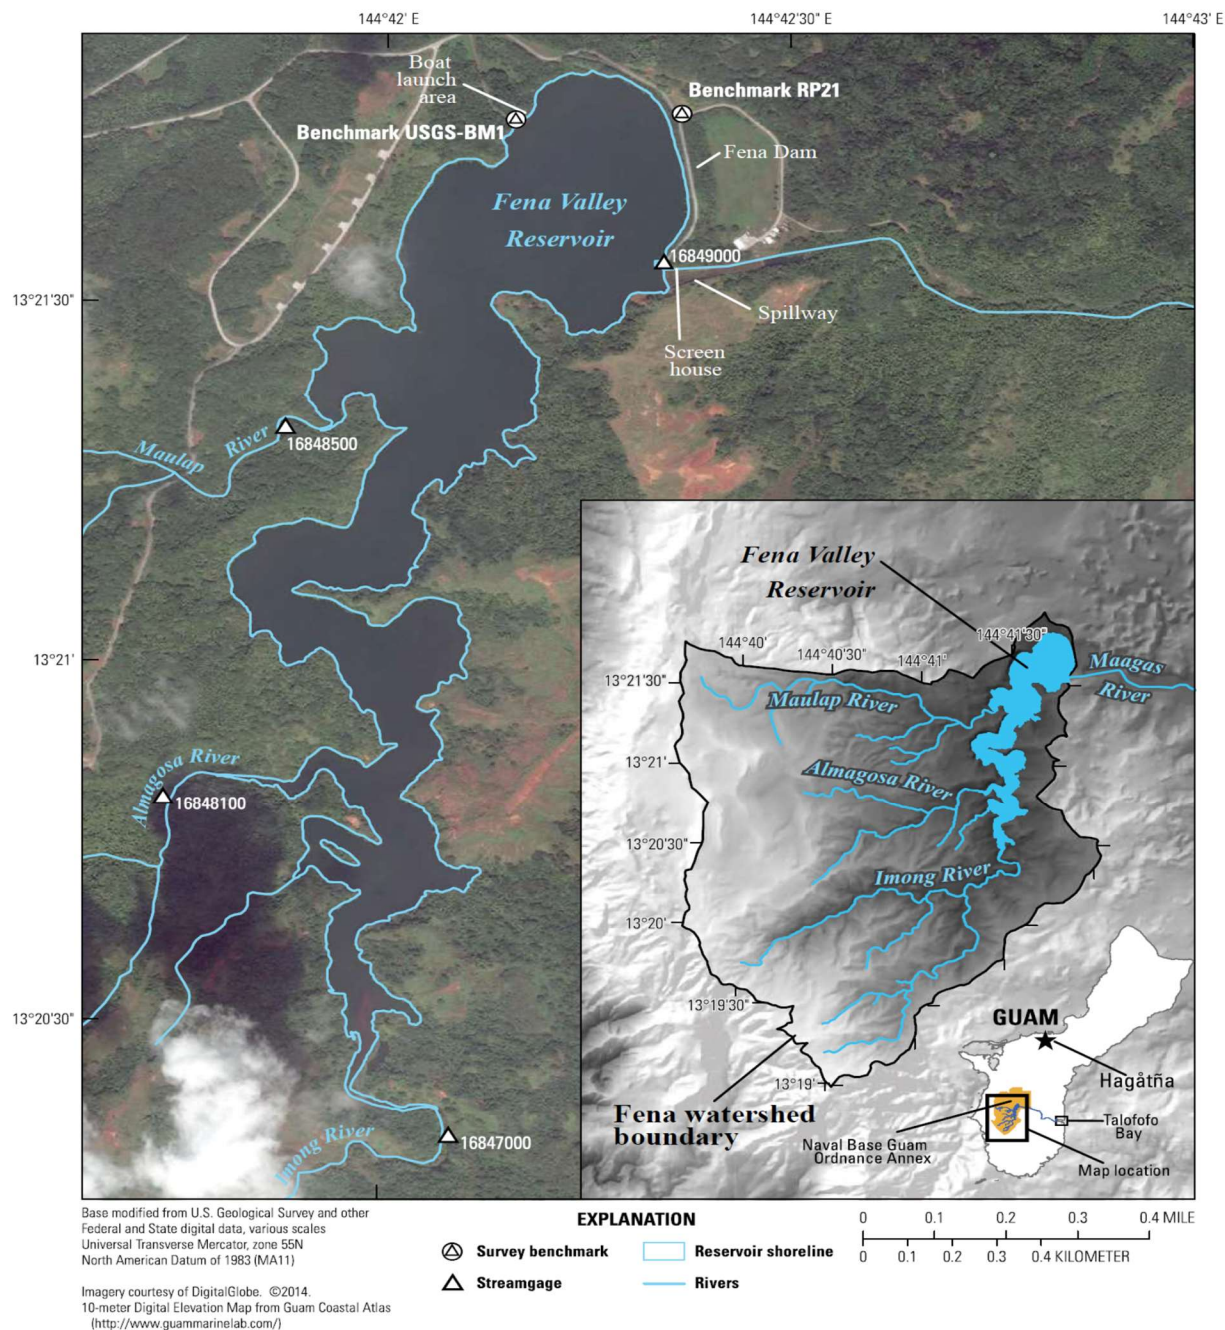 144°42' E
144°42'30" E
144°43' E
Boat
launch
area
Benchmark RP21
Benchmark USGS-BM1
Fena Dam
Fena Valley
Reservoir
16849000
13°21'30"
Spillway
Screen
house
Maulap River
16848500
Fena Valley
Reservoir
144°40'
144°40'30"
144°41'
144°41'30"
13°21'
13°21'30"
Maulap River
Maagas
River
13°21'
Almagosa River
Almagosa River
16848100
13°20'30"
Imong River
13°20'
13°19'30"
13°20'30"
GUAM
13°19'
Hagåtña
Fena watershed
boundary
Talofofo
Bay
Naval Base Guam
Ordnance Annex
Map location
Imong River
16847000
Base modified from U.S. Geological Survey and other
Federal and State digital data, various scales
Universal Transverse Mercator, zone 55N
North American Datum of 1983 (MA11)
Imagery courtesy of DigitalGlobe. ©2014.
10-meter Digital Elevation Map from Guam Coastal Atlas
(http://www.guammarinelab.com/)
EXPLANATION
Survey benchmark
Reservoir shoreline
Streamgage
Rivers
0 0.1 0.2 0.3 0.4 MILE
0 0.1 0.2 0.3 0.4 KILOMETER